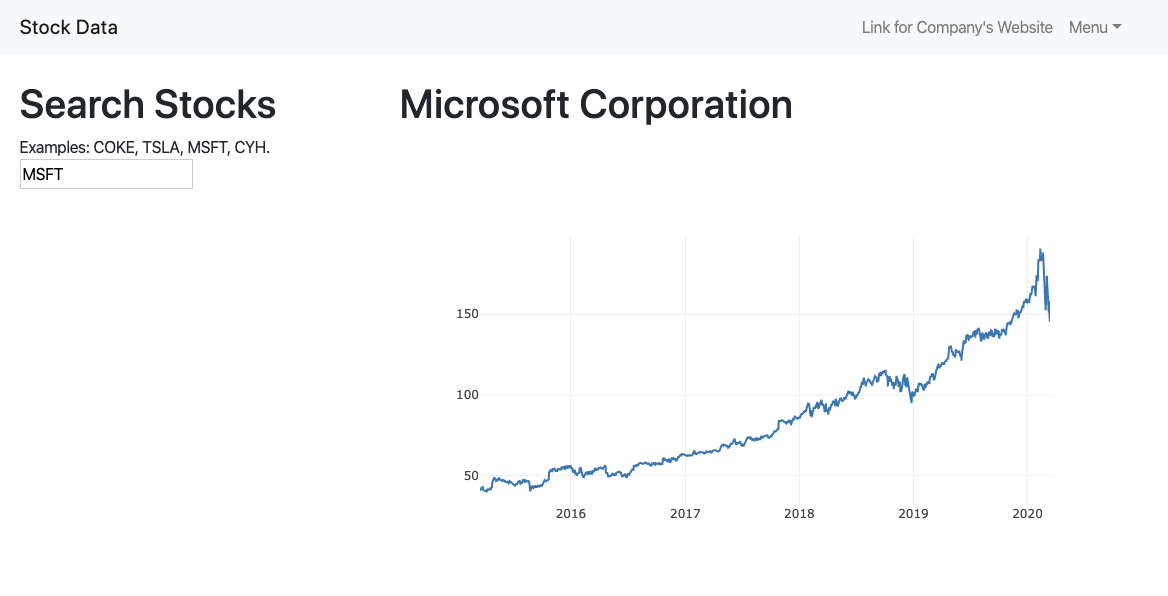 Stock Data
Link for Company's Website
Menu
Search Stocks
Examples: COKE, TSLA, MSFT, CYH.
MSFT
Microsoft Corporation
150
100
50
2016
2017
2018
2019
2020